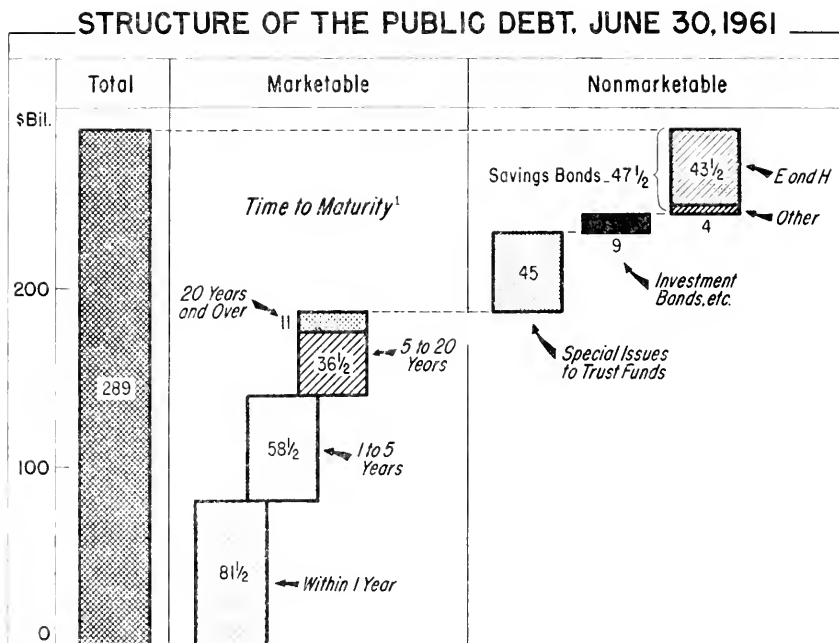 STRUCTURE OF THE PUBLIC DEBT, JUNE 30, 1961
Total
Marketable
Nonmarketable
$Bil.
200
100
0
289
Time to Maturity¹
20 Years
and Over
11
36½
5 to 20
Years
58½
1 to 5
Years
81½
Within 1 Year
Savings Bonds_47½
43½
E and H
4
Other
9
Investment
Bonds, etc.
45
Special Issues
to Trust Funds